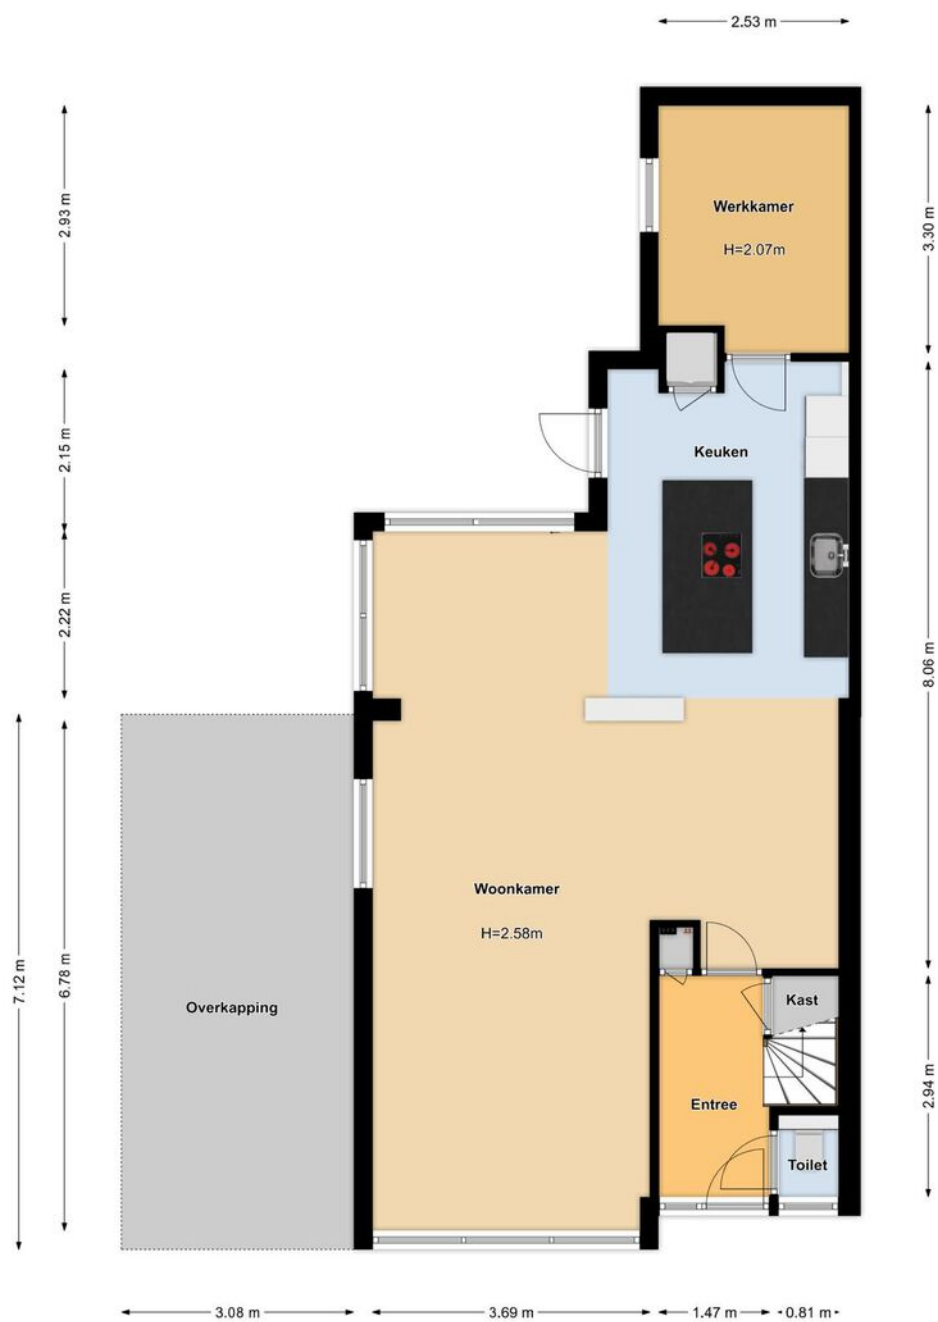 2.53 m
2.93 m
3.30 m
Werkkamer
H=2.07m
2.15 m
Keuken
2.22 m
8.06 m
Woonkamer
H=2.58m
7.12 m
6.78 m
Overkapping
Kast
2.94 m
Entree
Toilet
3.08 m
3.69 m
1.47 m
0.81 m